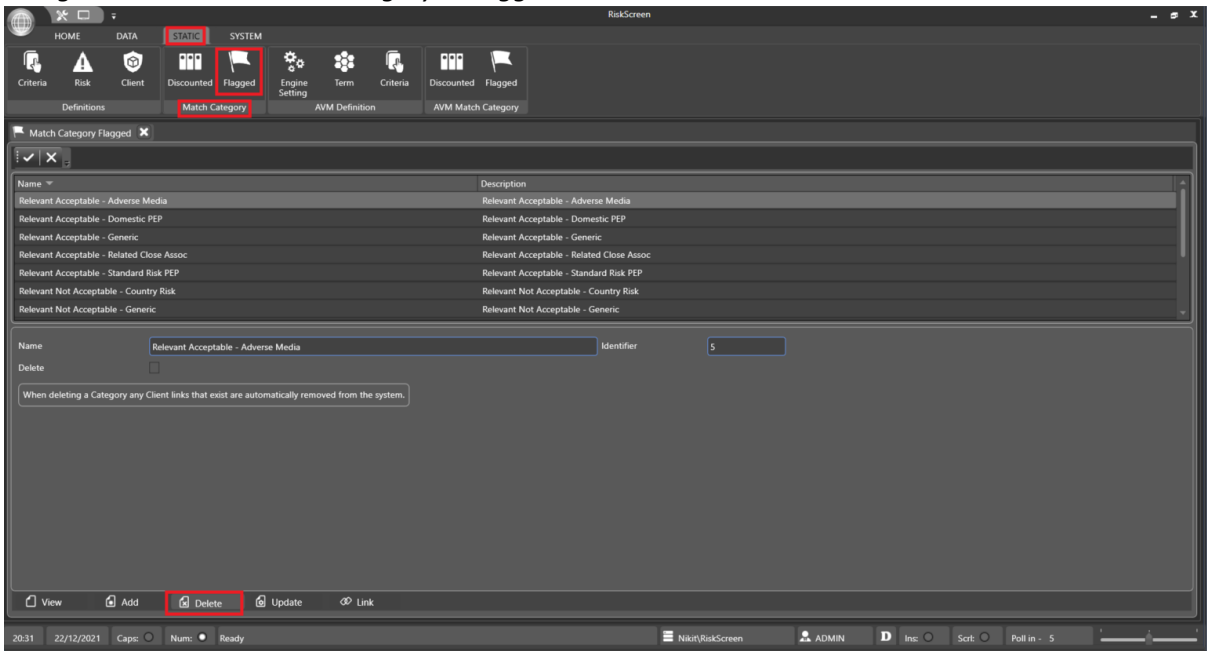 RiskScreen
HOME DATA STATIC SYSTEM
Criteria Risk Client Discounted Flagged Engine Setting Term Criteria Discounted Flagged
Definitions Match Category AVM Definition AVM Match Category
Match Category Flagged
Name Description
Relevant Acceptable - Adverse Media Relevant Acceptable - Adverse Media
Relevant Acceptable - Domestic PEP Relevant Acceptable - Domestic PEP
Relevant Acceptable - Generic Relevant Acceptable - Generic
Relevant Acceptable - Related Close Assoc Relevant Acceptable - Related Close Assoc
Relevant Acceptable - Standard Risk PEP Relevant Acceptable - Standard Risk PEP
Relevant Not Acceptable - Country Risk Relevant Not Acceptable - Country Risk
Relevant Not Acceptable - Generic Relevant Not Acceptable - Generic
Name Relevant Acceptable - Adverse Media Identifier 5
Delete
When deleting a Category any Client links that exist are automatically removed from the system.
View Add Delete Update Link
20:31 22/12/2021 Caps: Num: Ready Nikit\RiskScreen ADMIN D Ins: Scrl: Poll in - 5